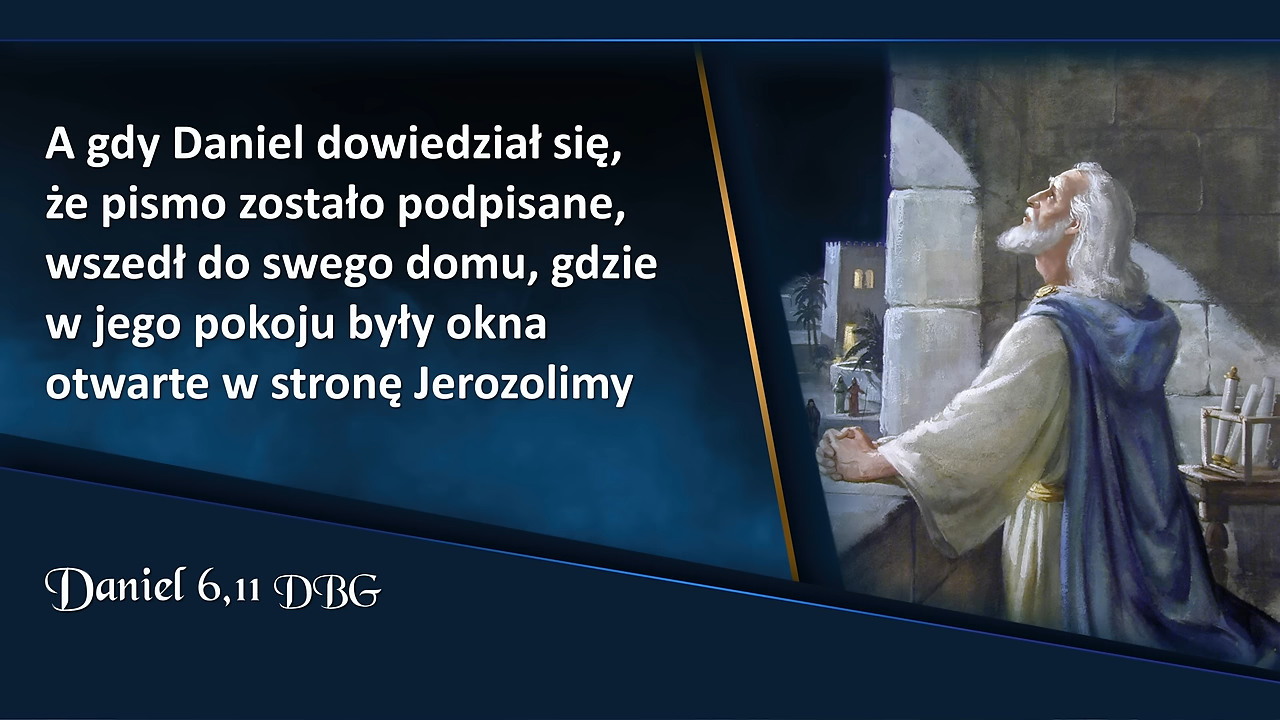 A gdy Daniel dowiedział się,
że pismo zostało podpisane,
wszedł do swego domu, gdzie
w jego pokoju były okna
otwarte w stronę Jerozolimy
Daniel 6,11 DBG